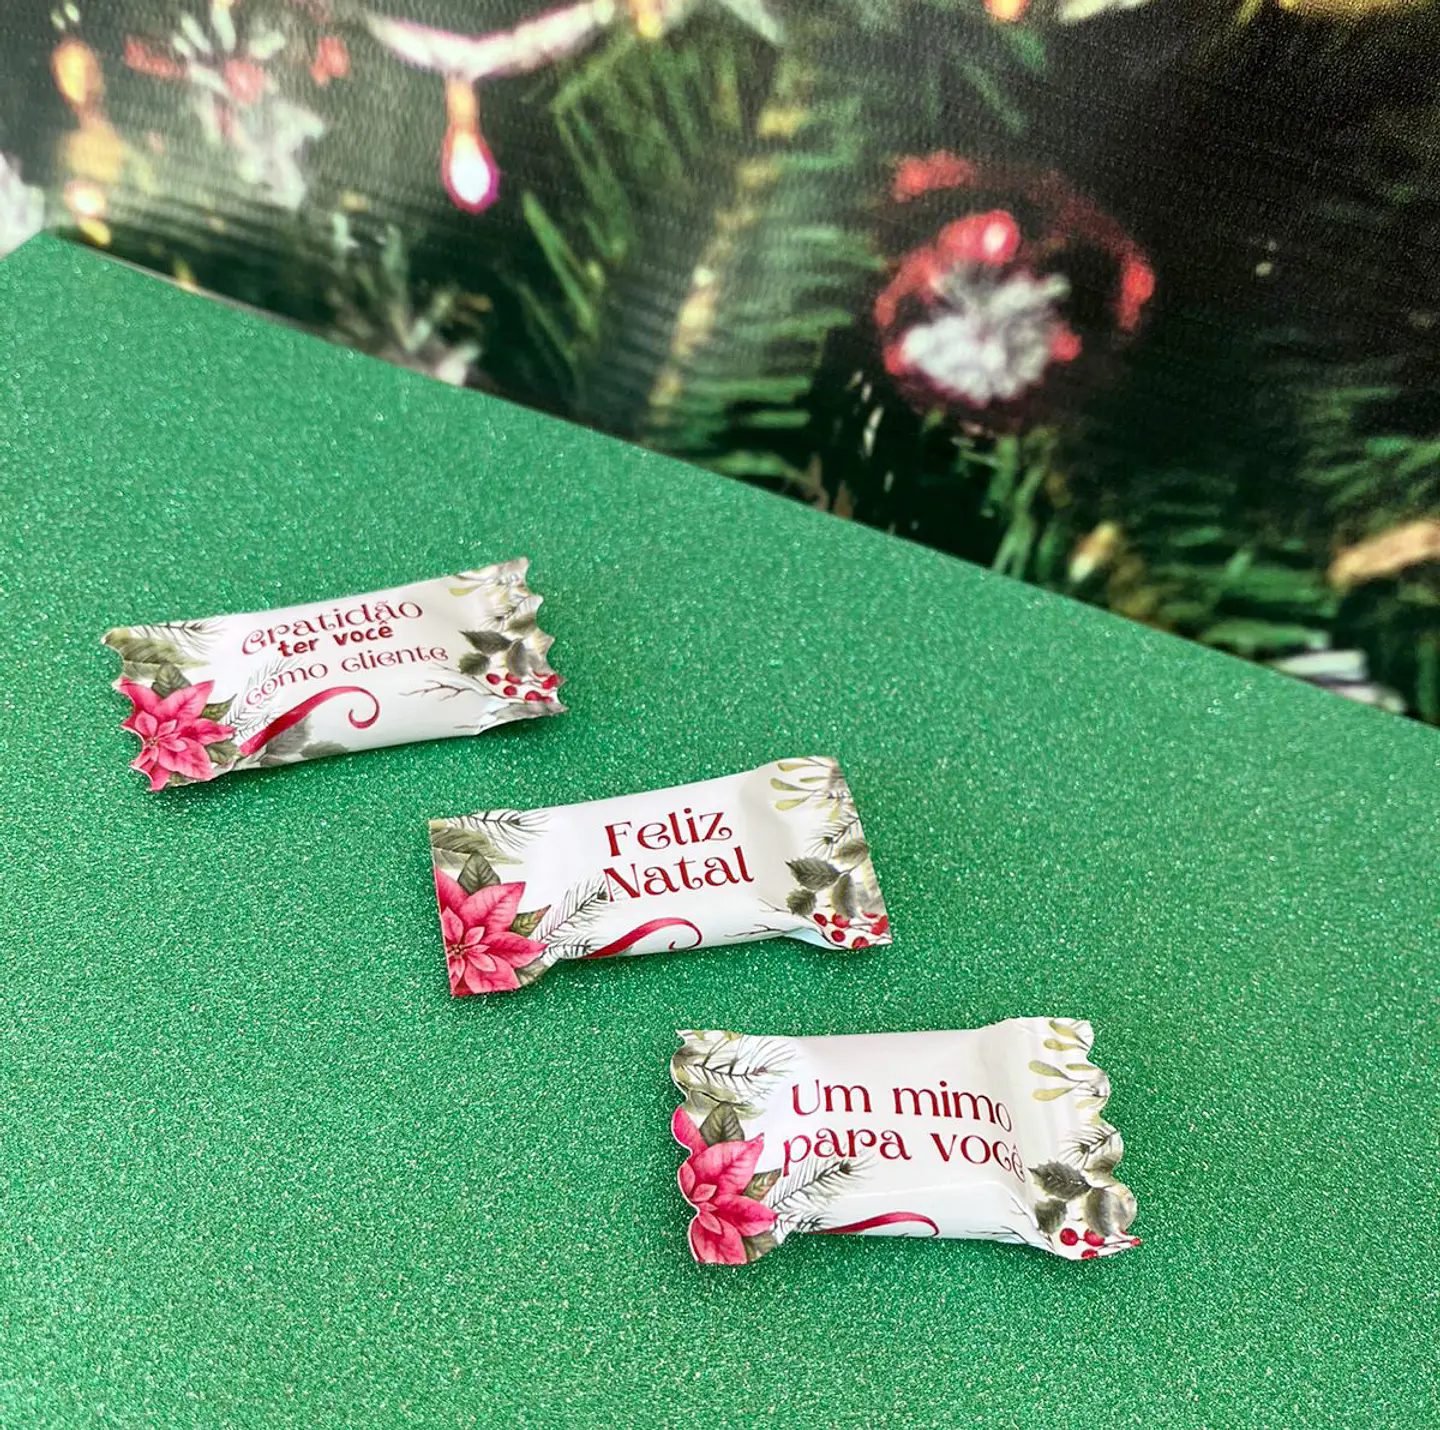 Gratidão
ter você
como cliente
Feliz
Natal
Um mimo
para você